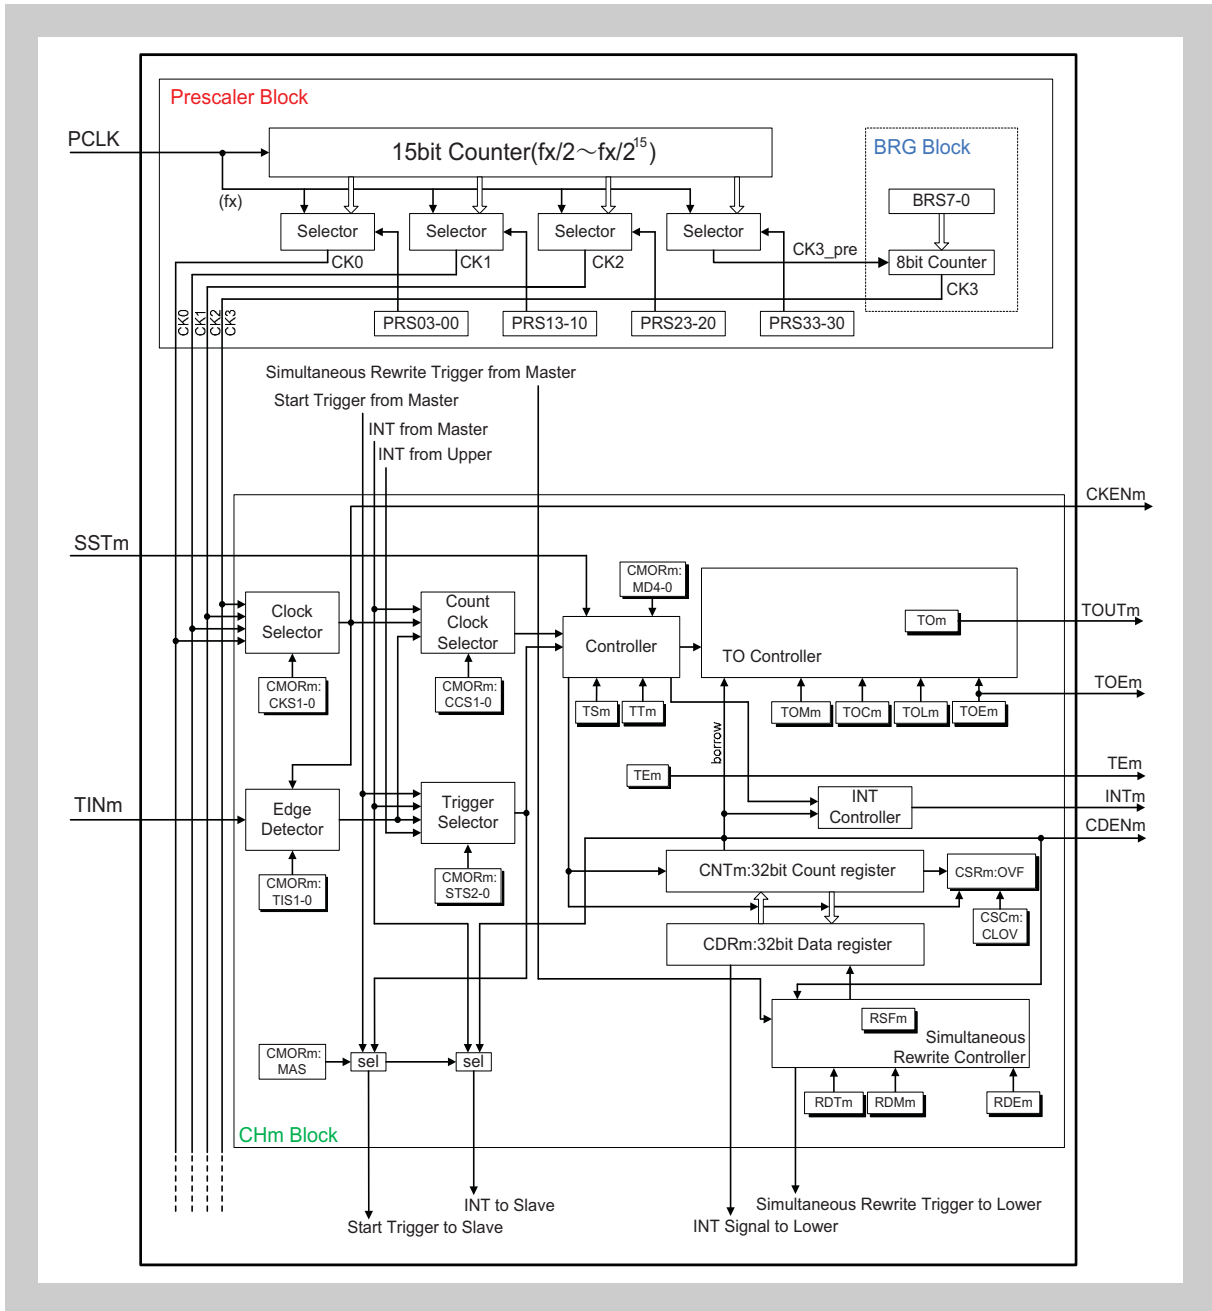 Prescaler Block
PCLK
15bit Counter(fx/2～fx/2^15)
BRG Block
(fx)
BRS7-0
Selector
Selector
Selector
Selector
CK3_pre
8bit Counter
CK0
CK1
CK2
CK3
CK0
CK1
CK2
CK3
PRS03-00
PRS13-10
PRS23-20
PRS33-30
Simultaneous Rewrite Trigger from Master
Start Trigger from Master
INT from Master
INT from Upper
CKENm
SSTm
CMORm:
MD4-0
Clock
Selector
Count
Clock
Selector
Controller
TOm
TOUTm
TO Controller
CMORm:
CKS1-0
CMORm:
CCS1-0
TSm
TTm
TOMm
TOCm
TOLm
TOEm
TOEm
borrow
TEm
TEm
TINm
Edge
Detector
Trigger
Selector
INT
Controller
INTm
CDENm
CMORm:
TIS1-0
CMORm:
STS2-0
CNTm:32bit Count register
CSRm:OVF
CSCm:
CLOV
CDRm:32bit Data register
RSFm
Simultaneous
Rewrite Controller
CMORm:
MAS
sel
sel
RDTm
RDMm
RDEm
CHm Block
INT to Slave
Start Trigger to Slave
Simultaneous Rewrite Trigger to Lower
INT Signal to Lower